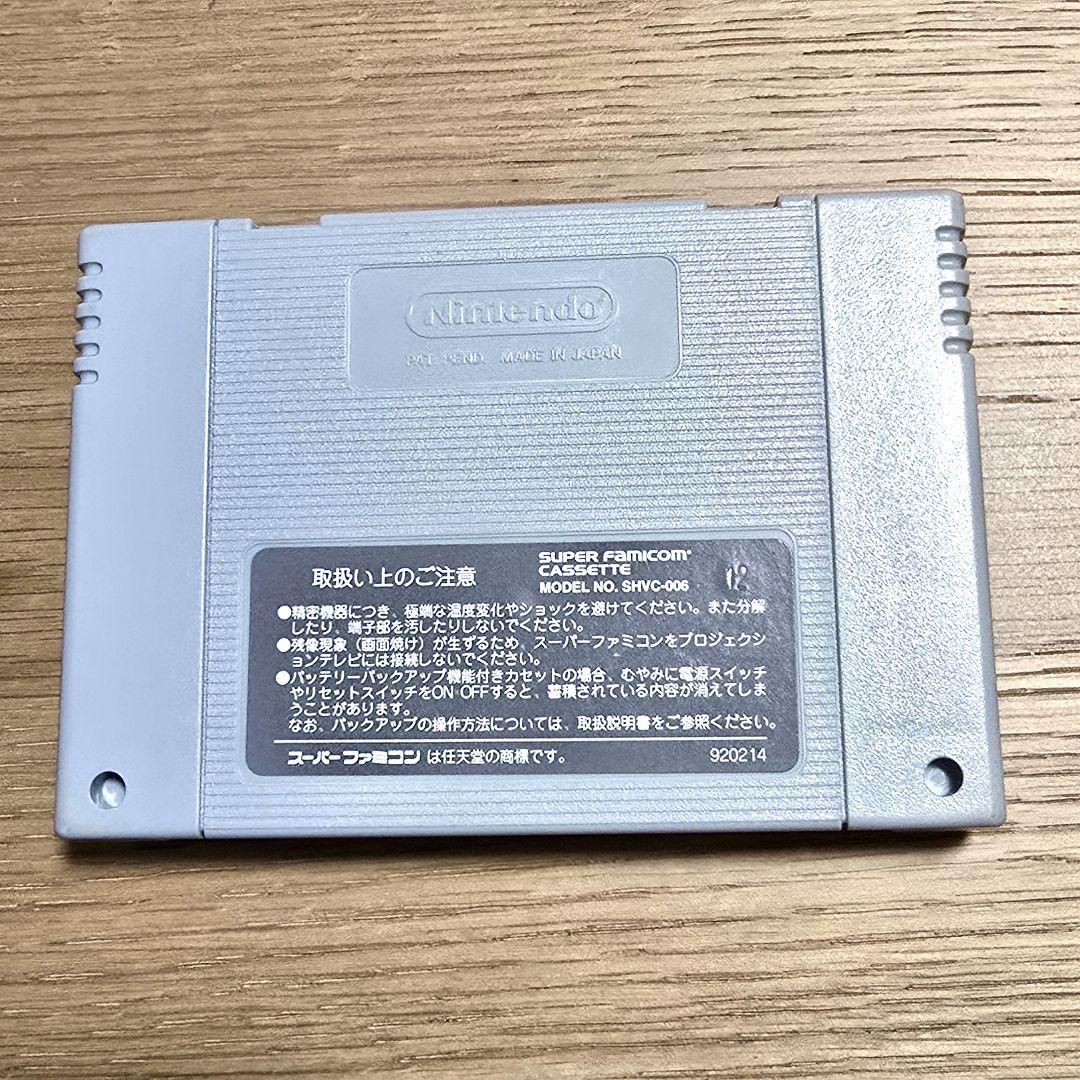 Nintendo
PAT. PEND. MADE IN JAPAN
取扱い上のご注意
SUPER FAMICOM
CASSETTE
MODEL NO. SHVC-006
12
●精密機器につき、極端な温度変化やショックを避けてください。また分解
したり、端子部を汚したりしないでください。
●残像現象(画面焼け)が生ずるため、スーパーファミコンをプロジェクシ
ョンテレビには接続しないでください。
●バッテリーバックアップ機能付きカセットの場合、むやみに電源スイッチ
やリセットスイッチをON OFFすると、蓄積されている内容が消えてしま
うことがあります。
なお、バックアップの操作方法については、取扱説明書をご参照ください。
スーパーファミコンは任天堂の商標です。
920214